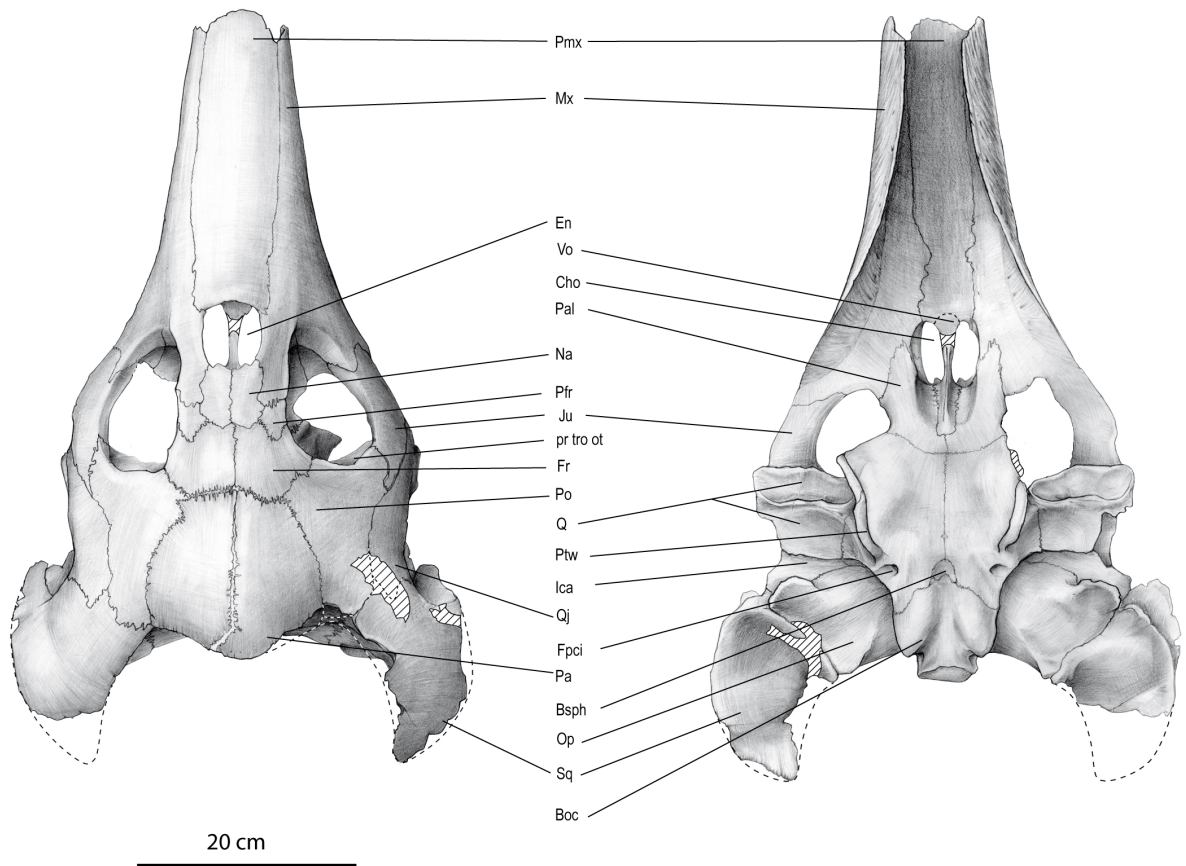 Pmx
Mx
En
Vo
Cho
Pal
Na
Pfr
Ju
pr tro ot
Fr
Po
Q
Ptw
Ica
Qj
Fpci
Pa
Bsph
Op
Sq
Boc
20 cm